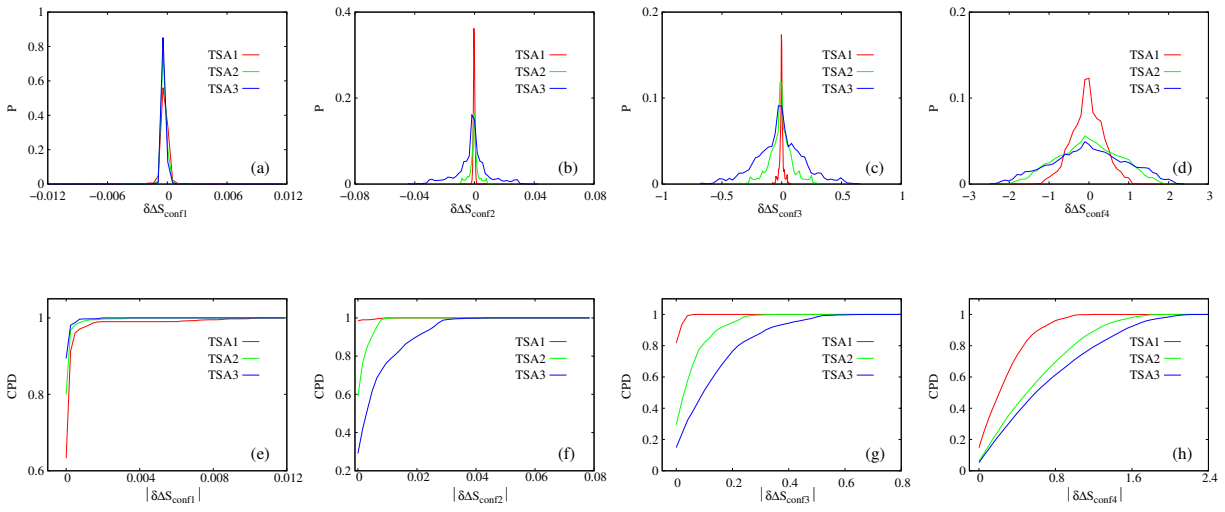 1
0.8
0.6
0.4
0.2
0
P
TSA1
TSA2
TSA3
(a)
−0.012 −0.006 0.000 0.006 0.012
δΔS_conf1
0.4
0.2
0
P
TSA1
TSA2
TSA3
(b)
−0.08 −0.04 0.00 0.04 0.08
δΔS_conf2
0.2
0.1
0
P
TSA1
TSA2
TSA3
(c)
−1 −0.5 0 0.5 1
δΔS_conf3
0.2
0.1
0
P
TSA1
TSA2
TSA3
(d)
−3 −2 −1 0 1 2 3
δΔS_conf4
1
0.8
0.6
CPD
TSA1
TSA2
TSA3
(e)
0 0.004 0.008 0.012
|δΔS_conf1|
1
0.8
0.6
0.4
0.2
CPD
TSA1
TSA2
TSA3
(f)
0 0.02 0.04 0.06 0.08
|δΔS_conf2|
1
0.8
0.6
0.4
0.2
0
CPD
TSA1
TSA2
TSA3
(g)
0 0.2 0.4 0.6 0.8
|δΔS_conf3|
1
0.8
0.6
0.4
0.2
0
CPD
TSA1
TSA2
TSA3
(h)
0 0.8 1.6 2.4
|δΔS_conf4|